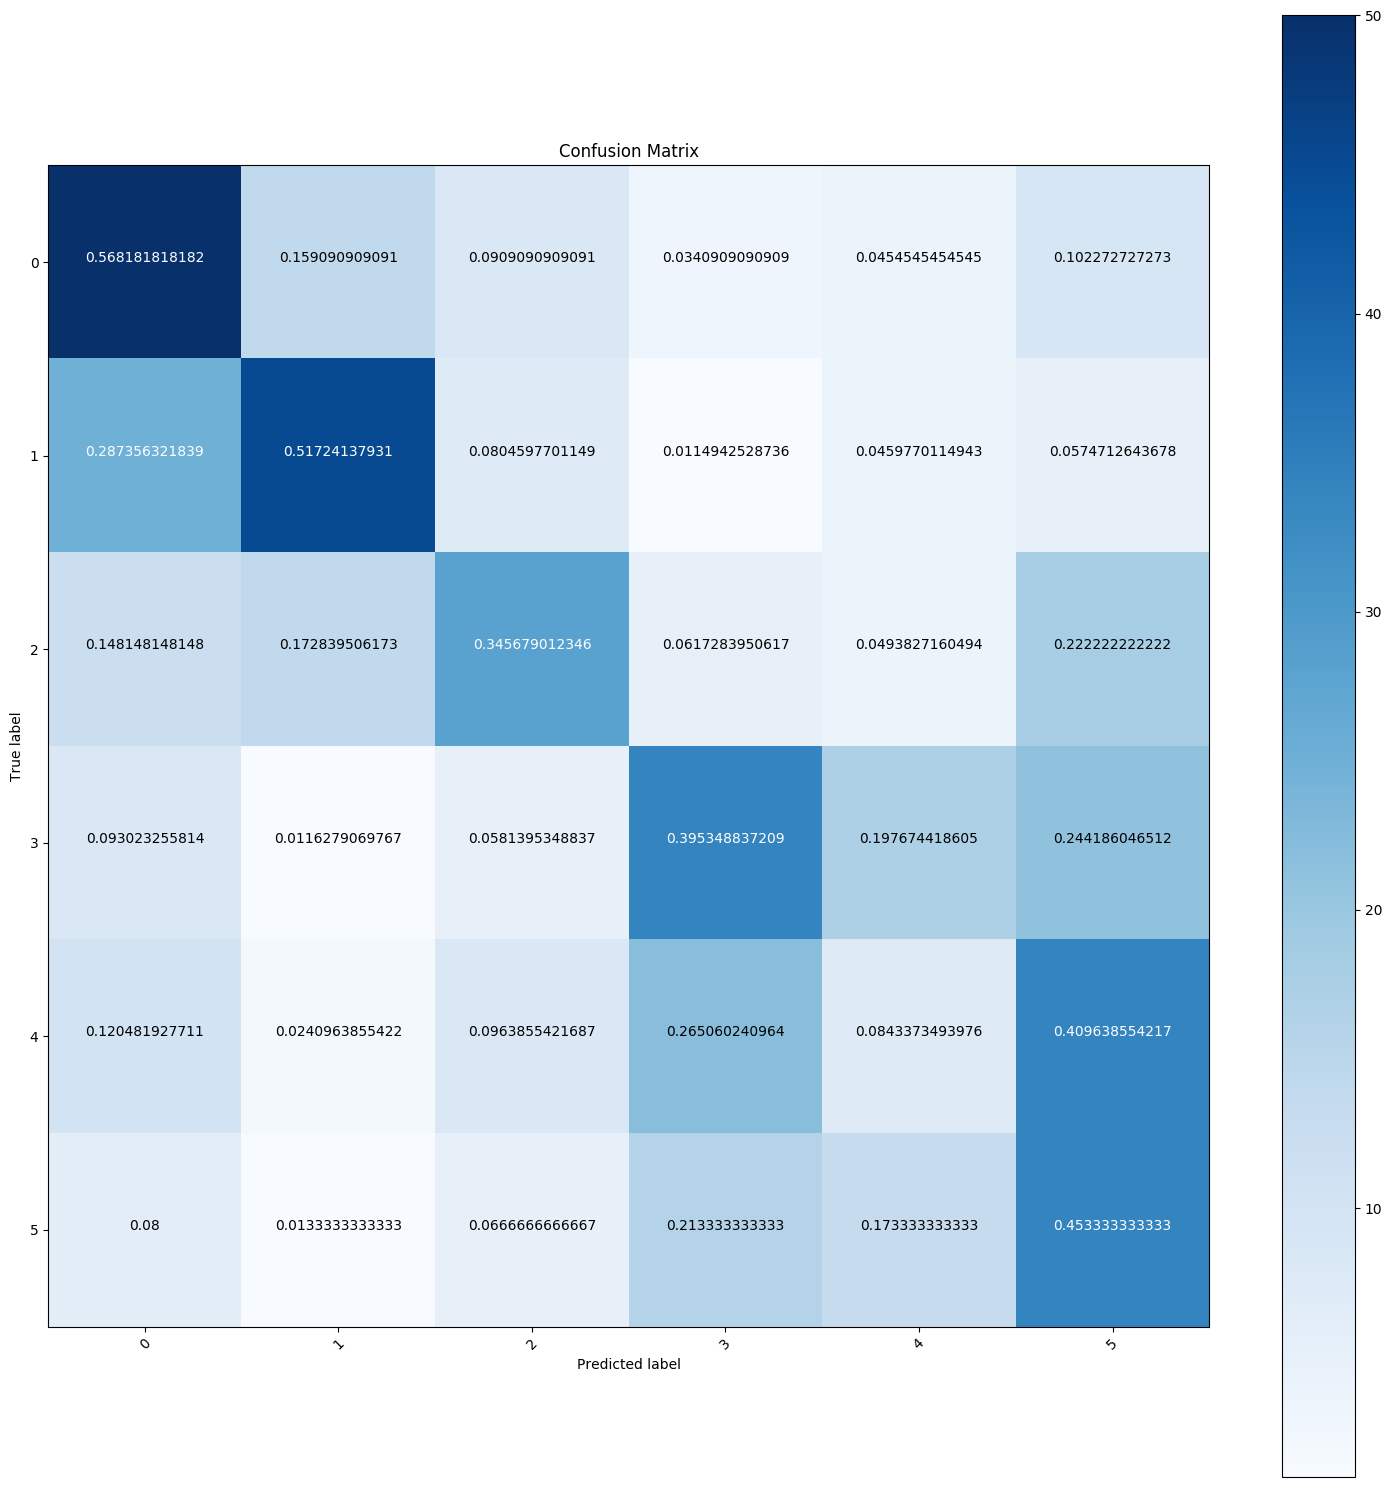 Confusion Matrix
0 0.568181818182 0.159090909091 0.0909090909091 0.0340909090909 0.0454545454545 0.102272727273
1 0.287356321839 0.51724137931 0.0804597701149 0.0114942528736 0.0459770114943 0.0574712643678
2 0.148148148148 0.172839506173 0.345679012346 0.0617283950617 0.0493827160494 0.222222222222
3 0.093023255814 0.0116279069767 0.0581395348837 0.395348837209 0.197674418605 0.244186046512
4 0.120481927711 0.0240963855422 0.0963855421687 0.265060240964 0.0843373493976 0.409638554217
5 0.08 0.0133333333333 0.0666666666667 0.213333333333 0.173333333333 0.453333333333
0 1 2 3 4 5
Predicted label
True label
50
40
30
20
10